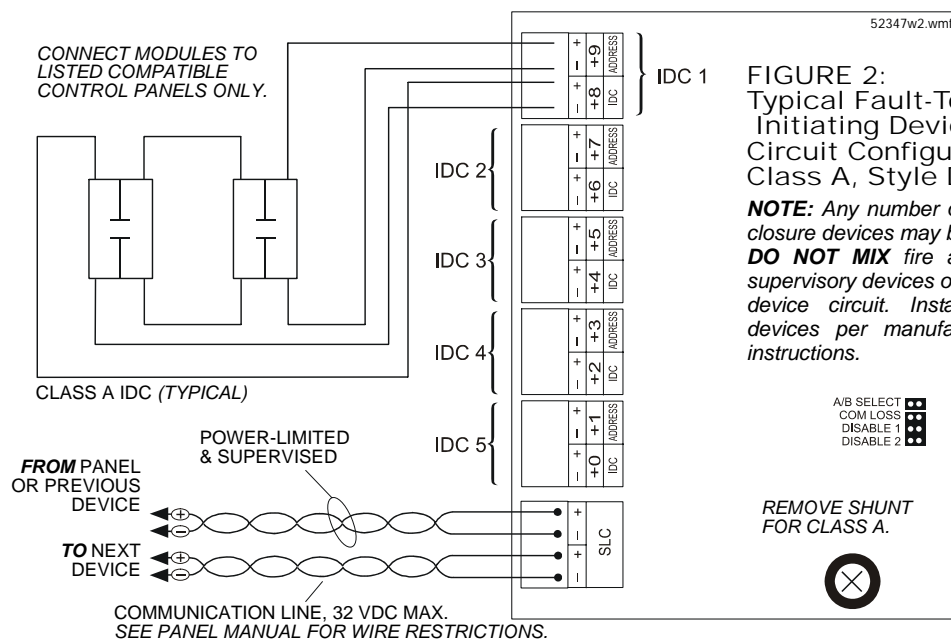 52347w2.wmf
CONNECT MODULES TO
LISTED COMPATIBLE
CONTROL PANELS ONLY.
IDC 1
+ − +9 ADDRESS
+ − +8 IDC
IDC 2
+ − +7 ADDRESS
+ − +6 IDC
IDC 3
+ − +5 ADDRESS
+ − +4 IDC
IDC 4
+ − +3 ADDRESS
+ − +2 IDC
IDC 5
+ − +1 ADDRESS
+ − +0 IDC
+ − + − SLC
CLASS A IDC (TYPICAL)
POWER-LIMITED
& SUPERVISED
FROM PANEL
OR PREVIOUS
DEVICE
+
−
TO NEXT
DEVICE
+
−
COMMUNICATION LINE, 32 VDC MAX.
SEE PANEL MANUAL FOR WIRE RESTRICTIONS.
FIGURE 2:
Typical Fault-
Initiating
Circuit
Class A, Style
NOTE: Any number
closure devices may
DO NOT MIX fire
supervisory devices
device circuit.
devices per
instructions.
A/B SELECT
COM LOSS
DISABLE 1
DISABLE 2
REMOVE SHUNT
FOR CLASS A.